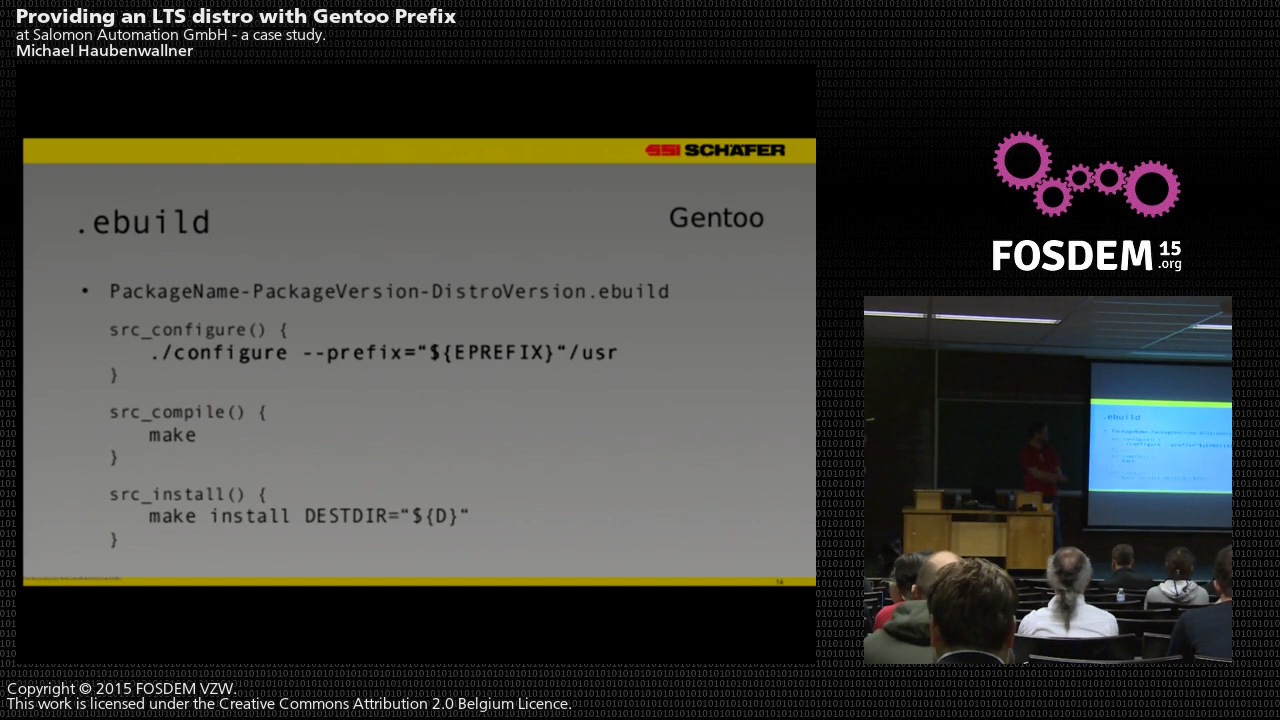 Providing an LTS distro with Gentoo Prefix
at Salomon Automation GmbH - a case study.
Michael Haubenwallner
SSI SCHÄFER
.ebuild
Gentoo
• PackageName-PackageVersion-DistroVersion.ebuild
src_configure() {
./configure --prefix=“${EPREFIX}“/usr
}
src_compile() {
make
}
src_install() {
make install DESTDIR=“${D}“
}
14
FOSDEM 15
.org
.ebuild
Copyright © 2015 FOSDEM VZW.
This work is licensed under the Creative Commons Attribution 2.0 Belgium Licence.